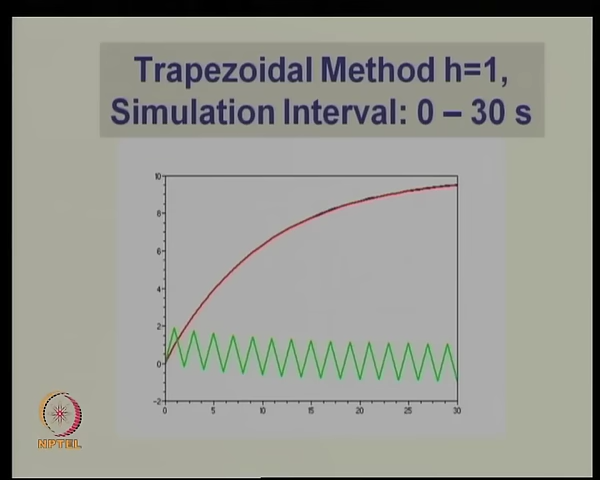 Trapezoidal Method h=1,
Simulation Interval: 0 – 30 s
10
8
6
4
2
0
-2
0 5 10 15 20 25 30
NPTEL